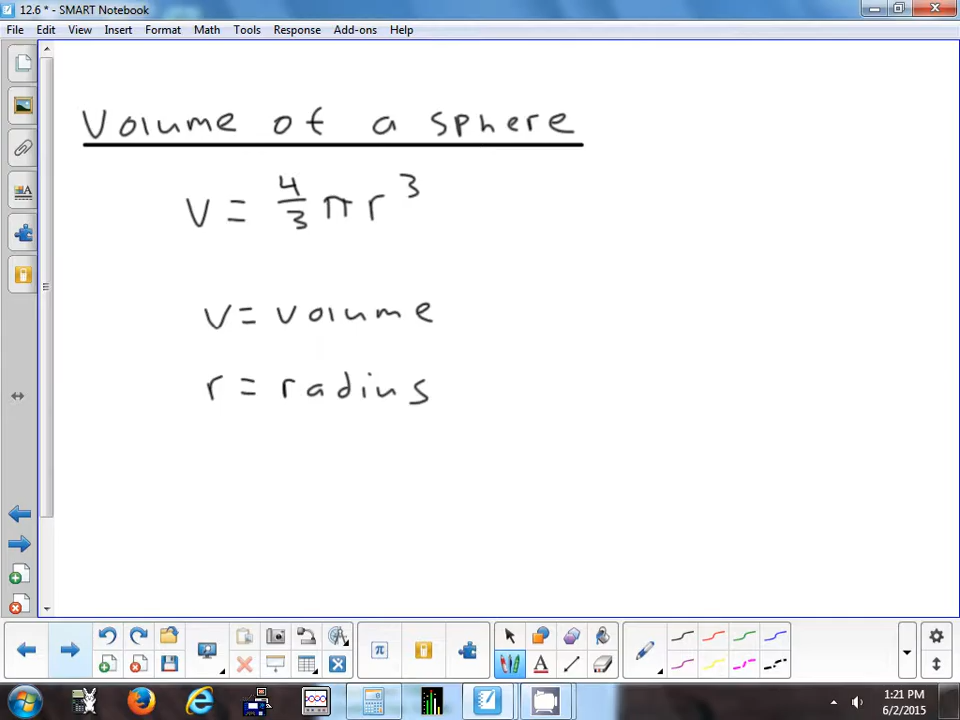 12.6 * - SMART Notebook
File Edit View Insert Format Math Tools Response Add-ons Help
Volume of a sphere
V = 4/3 π r³
V = volume
r = radius
1:21 PM
6/2/2015